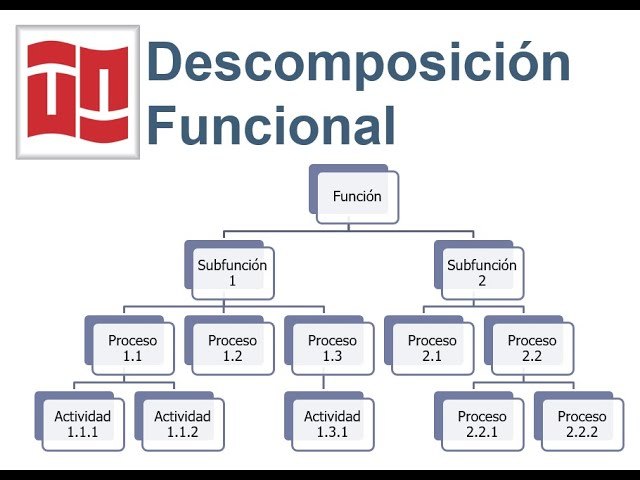 Descomposición
Funcional
Función
Subfunción
1
Subfunción
2
Proceso
1.1
Proceso
1.2
Proceso
1.3
Proceso
2.1
Proceso
2.2
Actividad
1.1.1
Actividad
1.1.2
Actividad
1.3.1
Proceso
2.2.1
Proceso
2.2.2